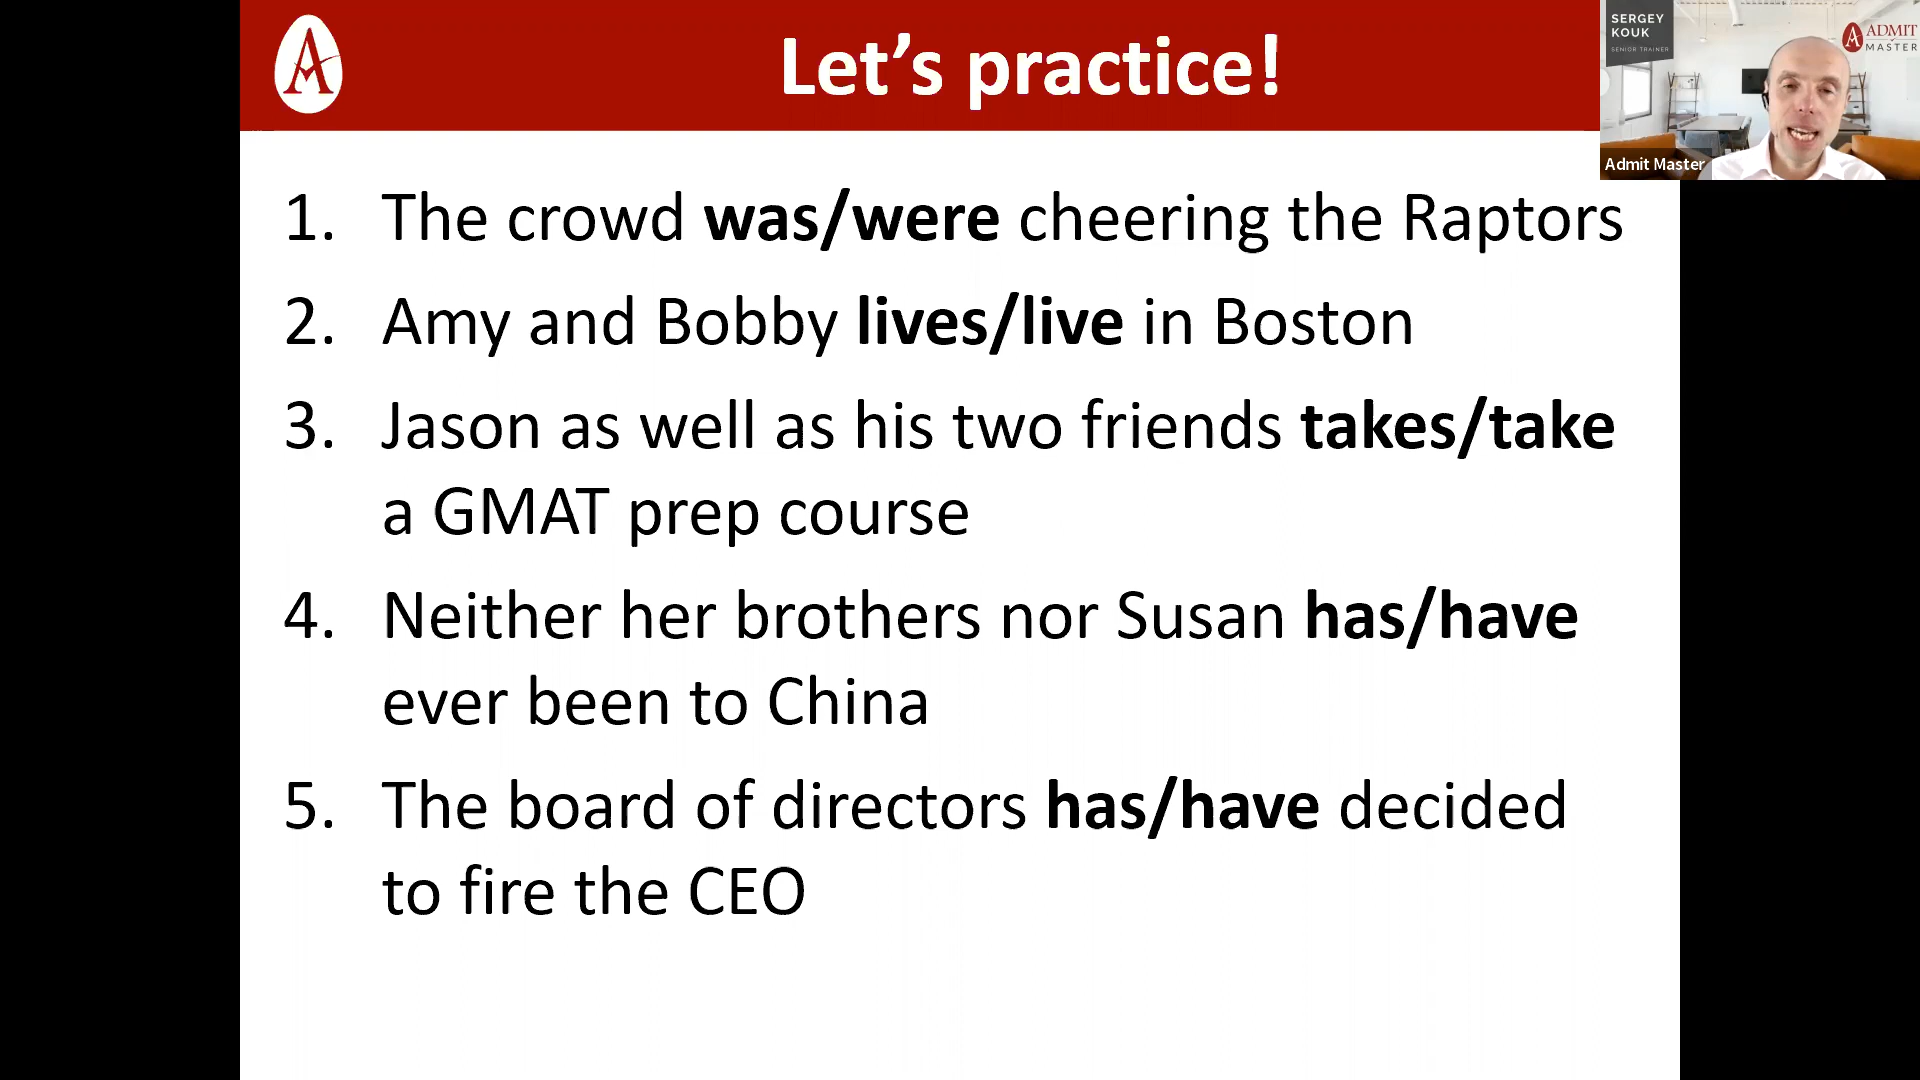 Let’s practice!
SERGEY
KOUK
SENIOR TRAINER
ADMIT
MASTER
Admit Master
1. The crowd was/were cheering the Raptors
2. Amy and Bobby lives/live in Boston
3. Jason as well as his two friends takes/take
a GMAT prep course
4. Neither her brothers nor Susan has/have
ever been to China
5. The board of directors has/have decided
to fire the CEO